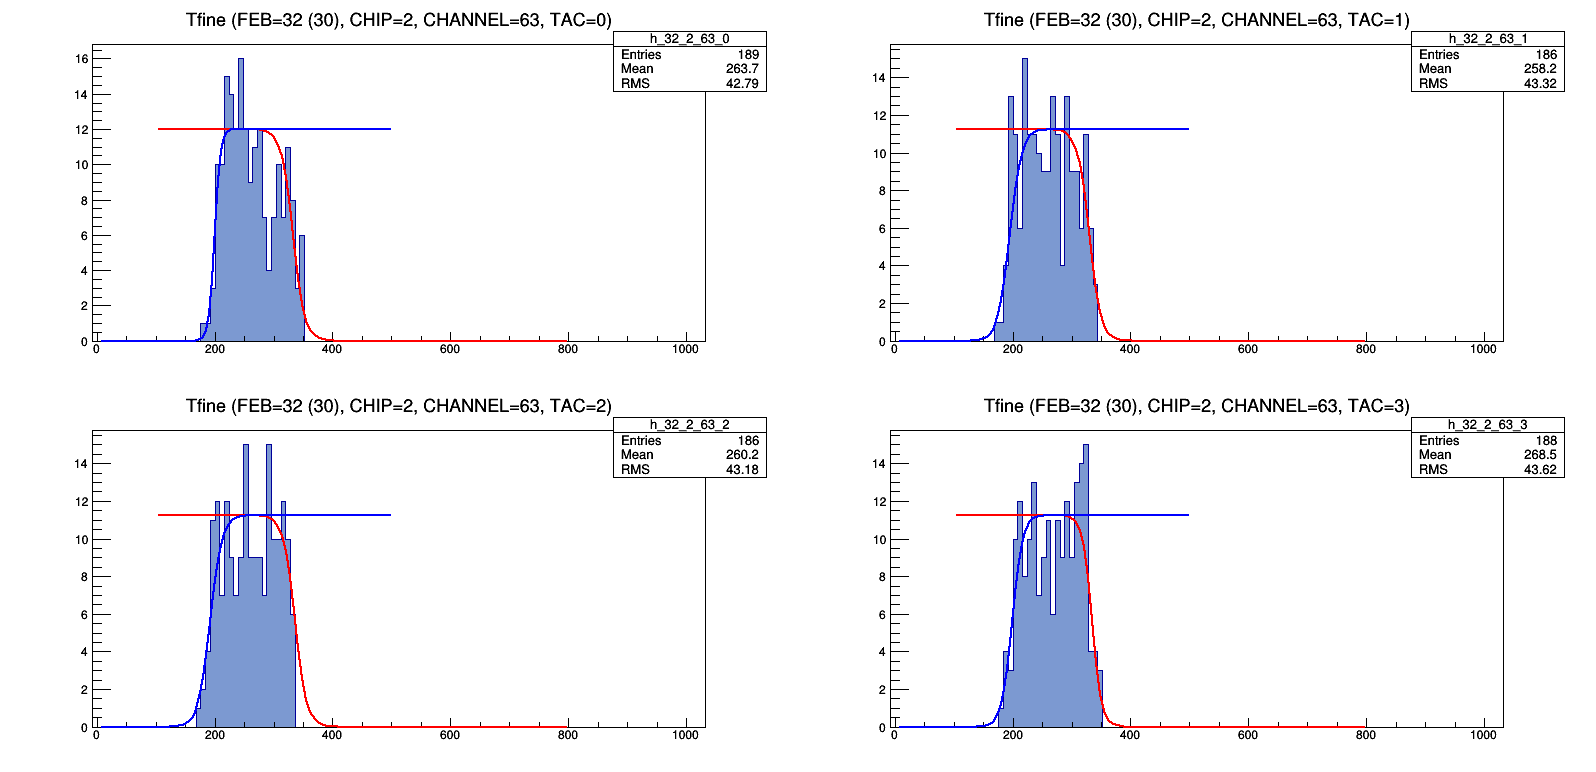 Tfine (FEB=32 (30), CHIP=2, CHANNEL=63, TAC=0)
h_32_2_63_0
Entries 189
Mean 263.7
RMS 42.79
16
14
12
10
8
6
4
2
0
0 200 400 600 800 1000
Tfine (FEB=32 (30), CHIP=2, CHANNEL=63, TAC=1)
h_32_2_63_1
Entries 186
Mean 258.2
RMS 43.32
14
12
10
8
6
4
2
0
0 200 400 600 800 1000
Tfine (FEB=32 (30), CHIP=2, CHANNEL=63, TAC=2)
h_32_2_63_2
Entries 186
Mean 260.2
RMS 43.18
14
12
10
8
6
4
2
0
0 200 400 600 800 1000
Tfine (FEB=32 (30), CHIP=2, CHANNEL=63, TAC=3)
h_32_2_63_3
Entries 188
Mean 268.5
RMS 43.62
14
12
10
8
6
4
2
0
0 200 400 600 800 1000